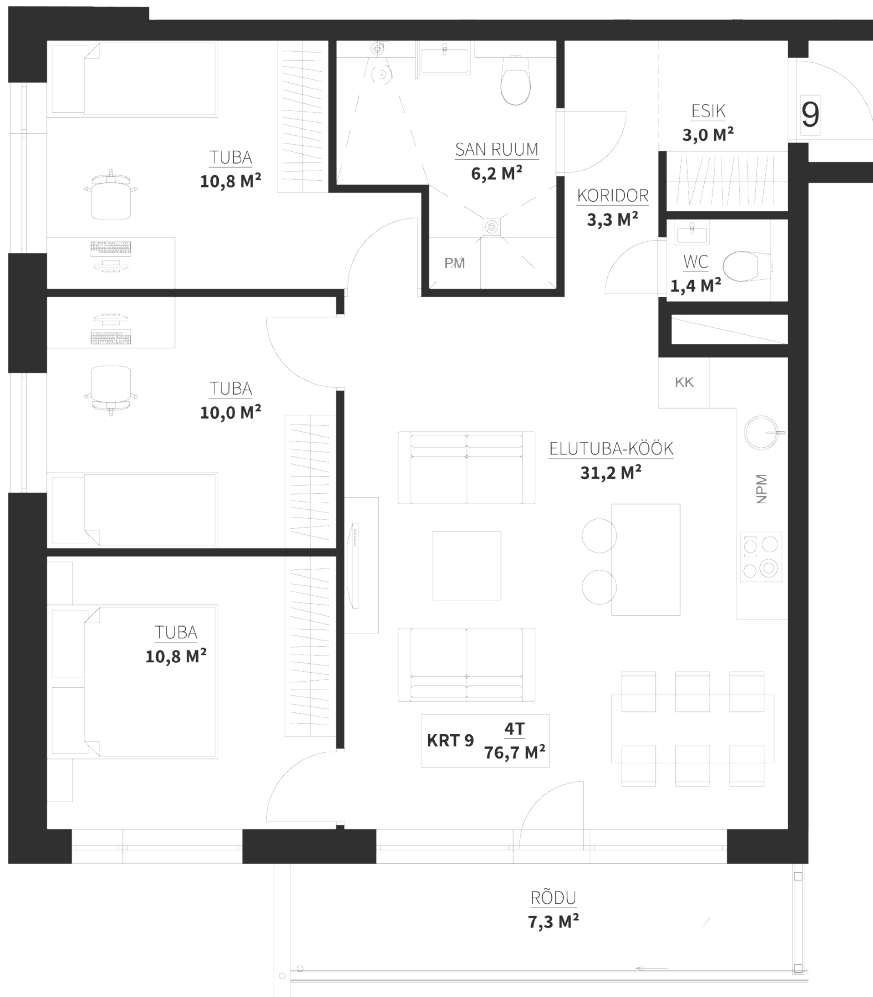 ESIK
3,0 M²
9
TUBA
10,8 M²
SAN RUUM
6,2 M²
KORIDOR
3,3 M²
WC
1,4 M²
PM
KK
TUBA
10,0 M²
ELUTUBA-KÖÖK
31,2 M²
NPM
TUBA
10,8 M²
KRT 9
4T
76,7 M²
RÕDU
7,3 M²